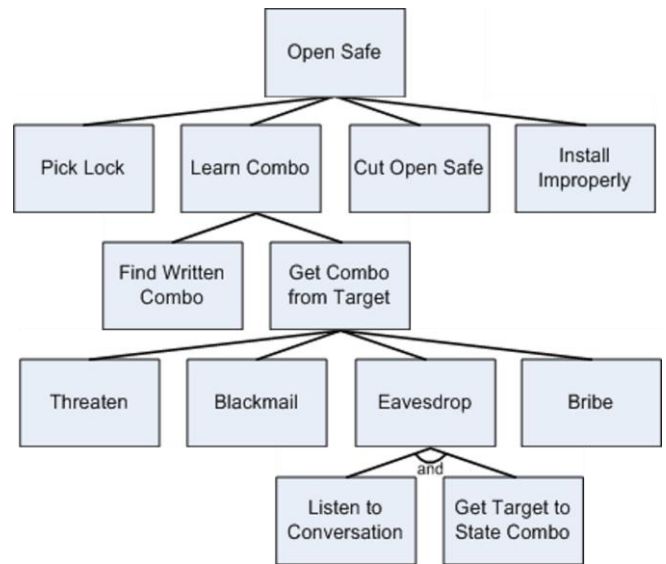 Open Safe
Pick Lock
Learn Combo
Cut Open Safe
Install
Improperly
Find Written
Combo
Get Combo
from Target
Threaten
Blackmail
Eavesdrop
Bribe
and
Listen to
Conversation
Get Target to
State Combo